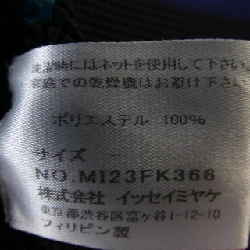 洗濯時にはネットを使用して下さい。
家庭での乾燥機はお避け下さい。
ポリエステル 100%
サイズ -
NO.MI23FK366
株式会社 イッセイミヤケ
東京都渋谷区富ヶ谷1-12-10
フィリピン製